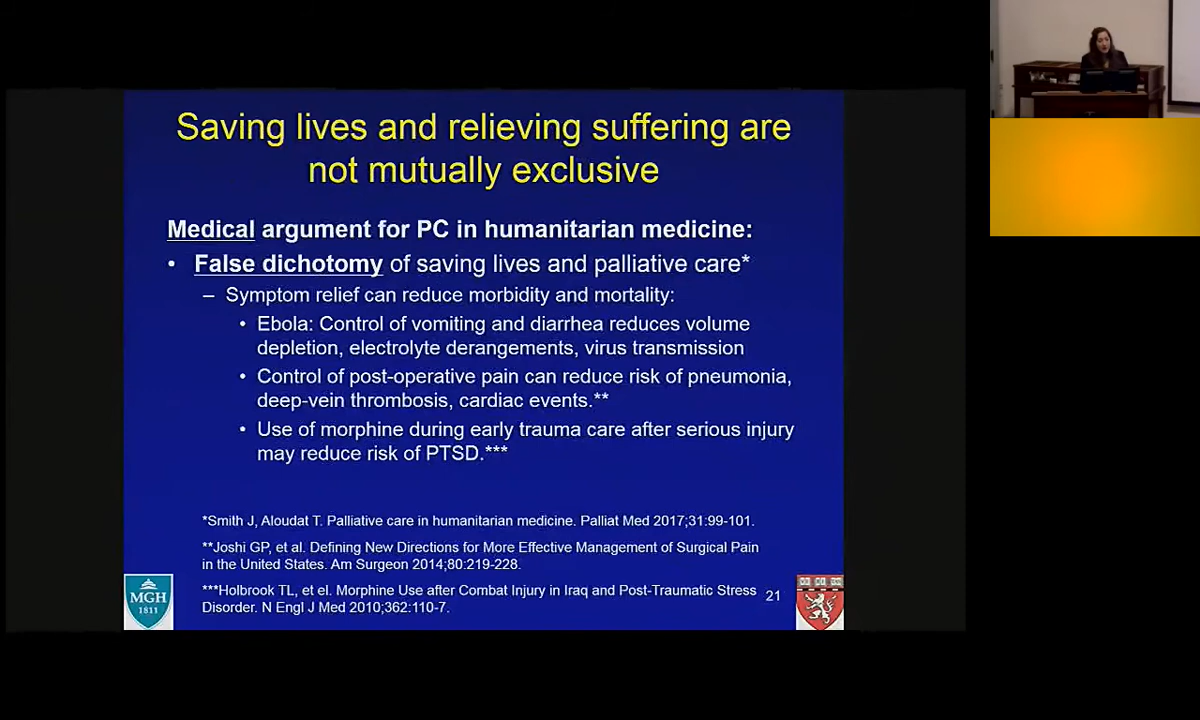 Saving lives and relieving suffering are
not mutually exclusive
Medical argument for PC in humanitarian medicine:
• False dichotomy of saving lives and palliative care*
– Symptom relief can reduce morbidity and mortality:
• Ebola: Control of vomiting and diarrhea reduces volume
depletion, electrolyte derangements, virus transmission
• Control of post-operative pain can reduce risk of pneumonia,
deep-vein thrombosis, cardiac events.**
• Use of morphine during early trauma care after serious injury
may reduce risk of PTSD.***
*Smith J, Aloudat T. Palliative care in humanitarian medicine. Palliat Med 2017;31:99-101.
**Joshi GP, et al. Defining New Directions for More Effective Management of Surgical Pain
in the United States. Am Surgeon 2014;80:219-228.
***Holbrook TL, et el. Morphine Use after Combat Injury in Iraq and Post-Traumatic Stress
Disorder. N Engl J Med 2010;362:110-7.
21
MGH
1811